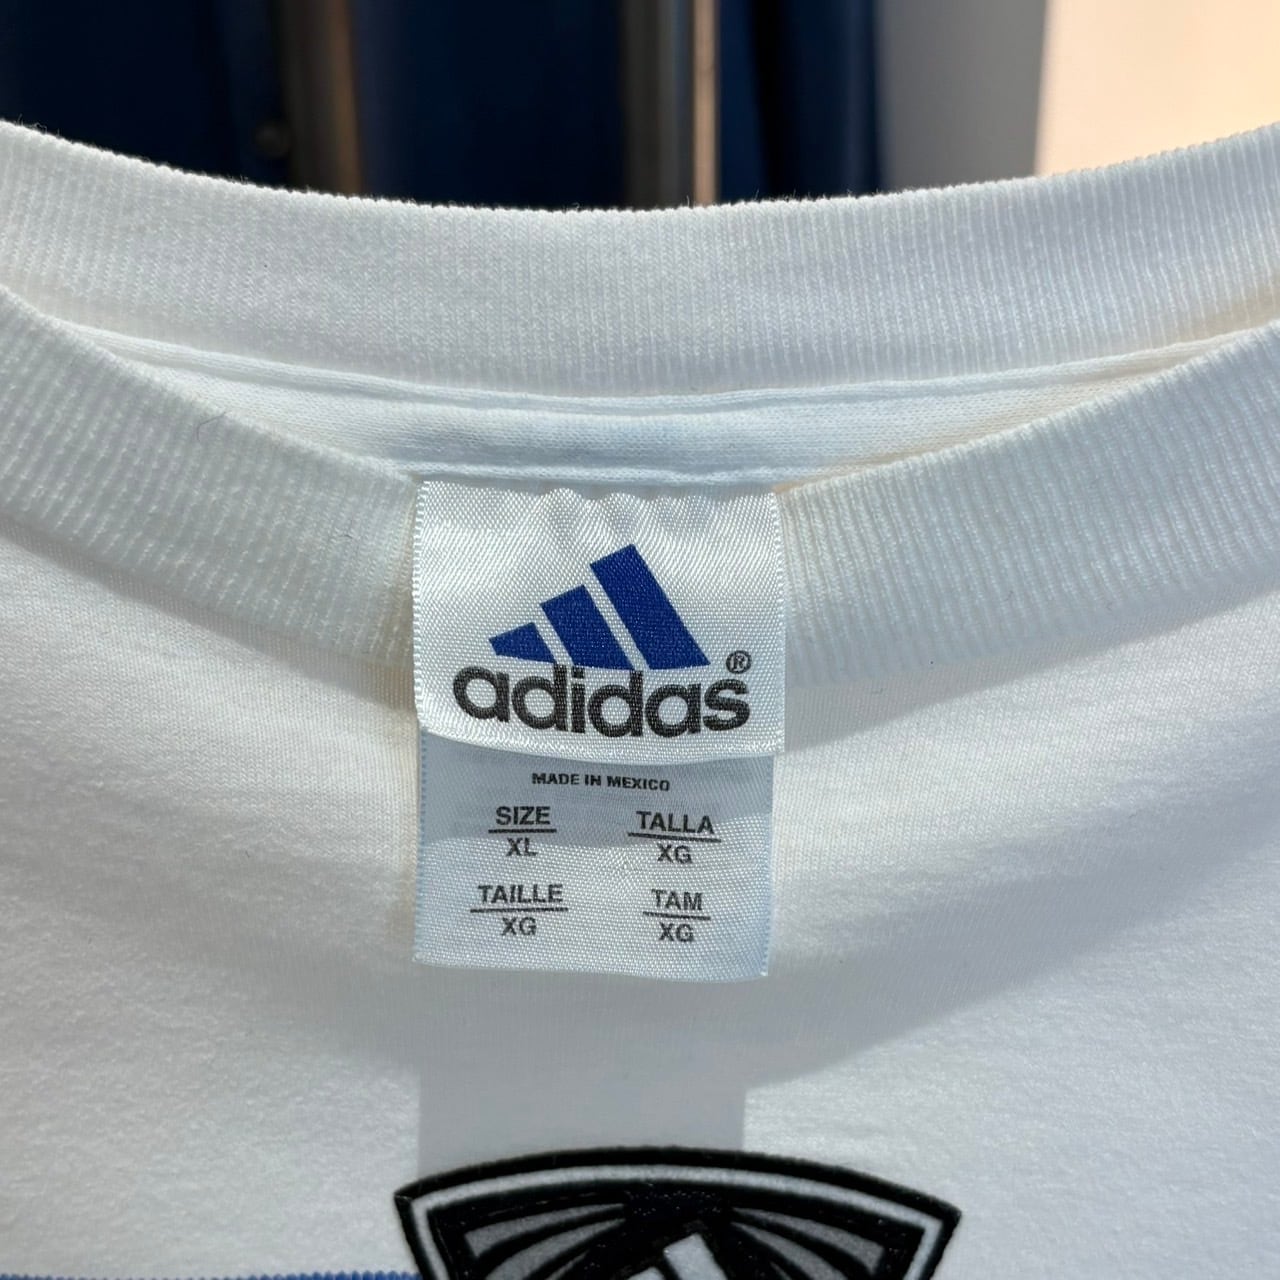 adidas®
MADE IN MEXICO
SIZE TALLA
XL XG
TAILLE TAM
XG XG